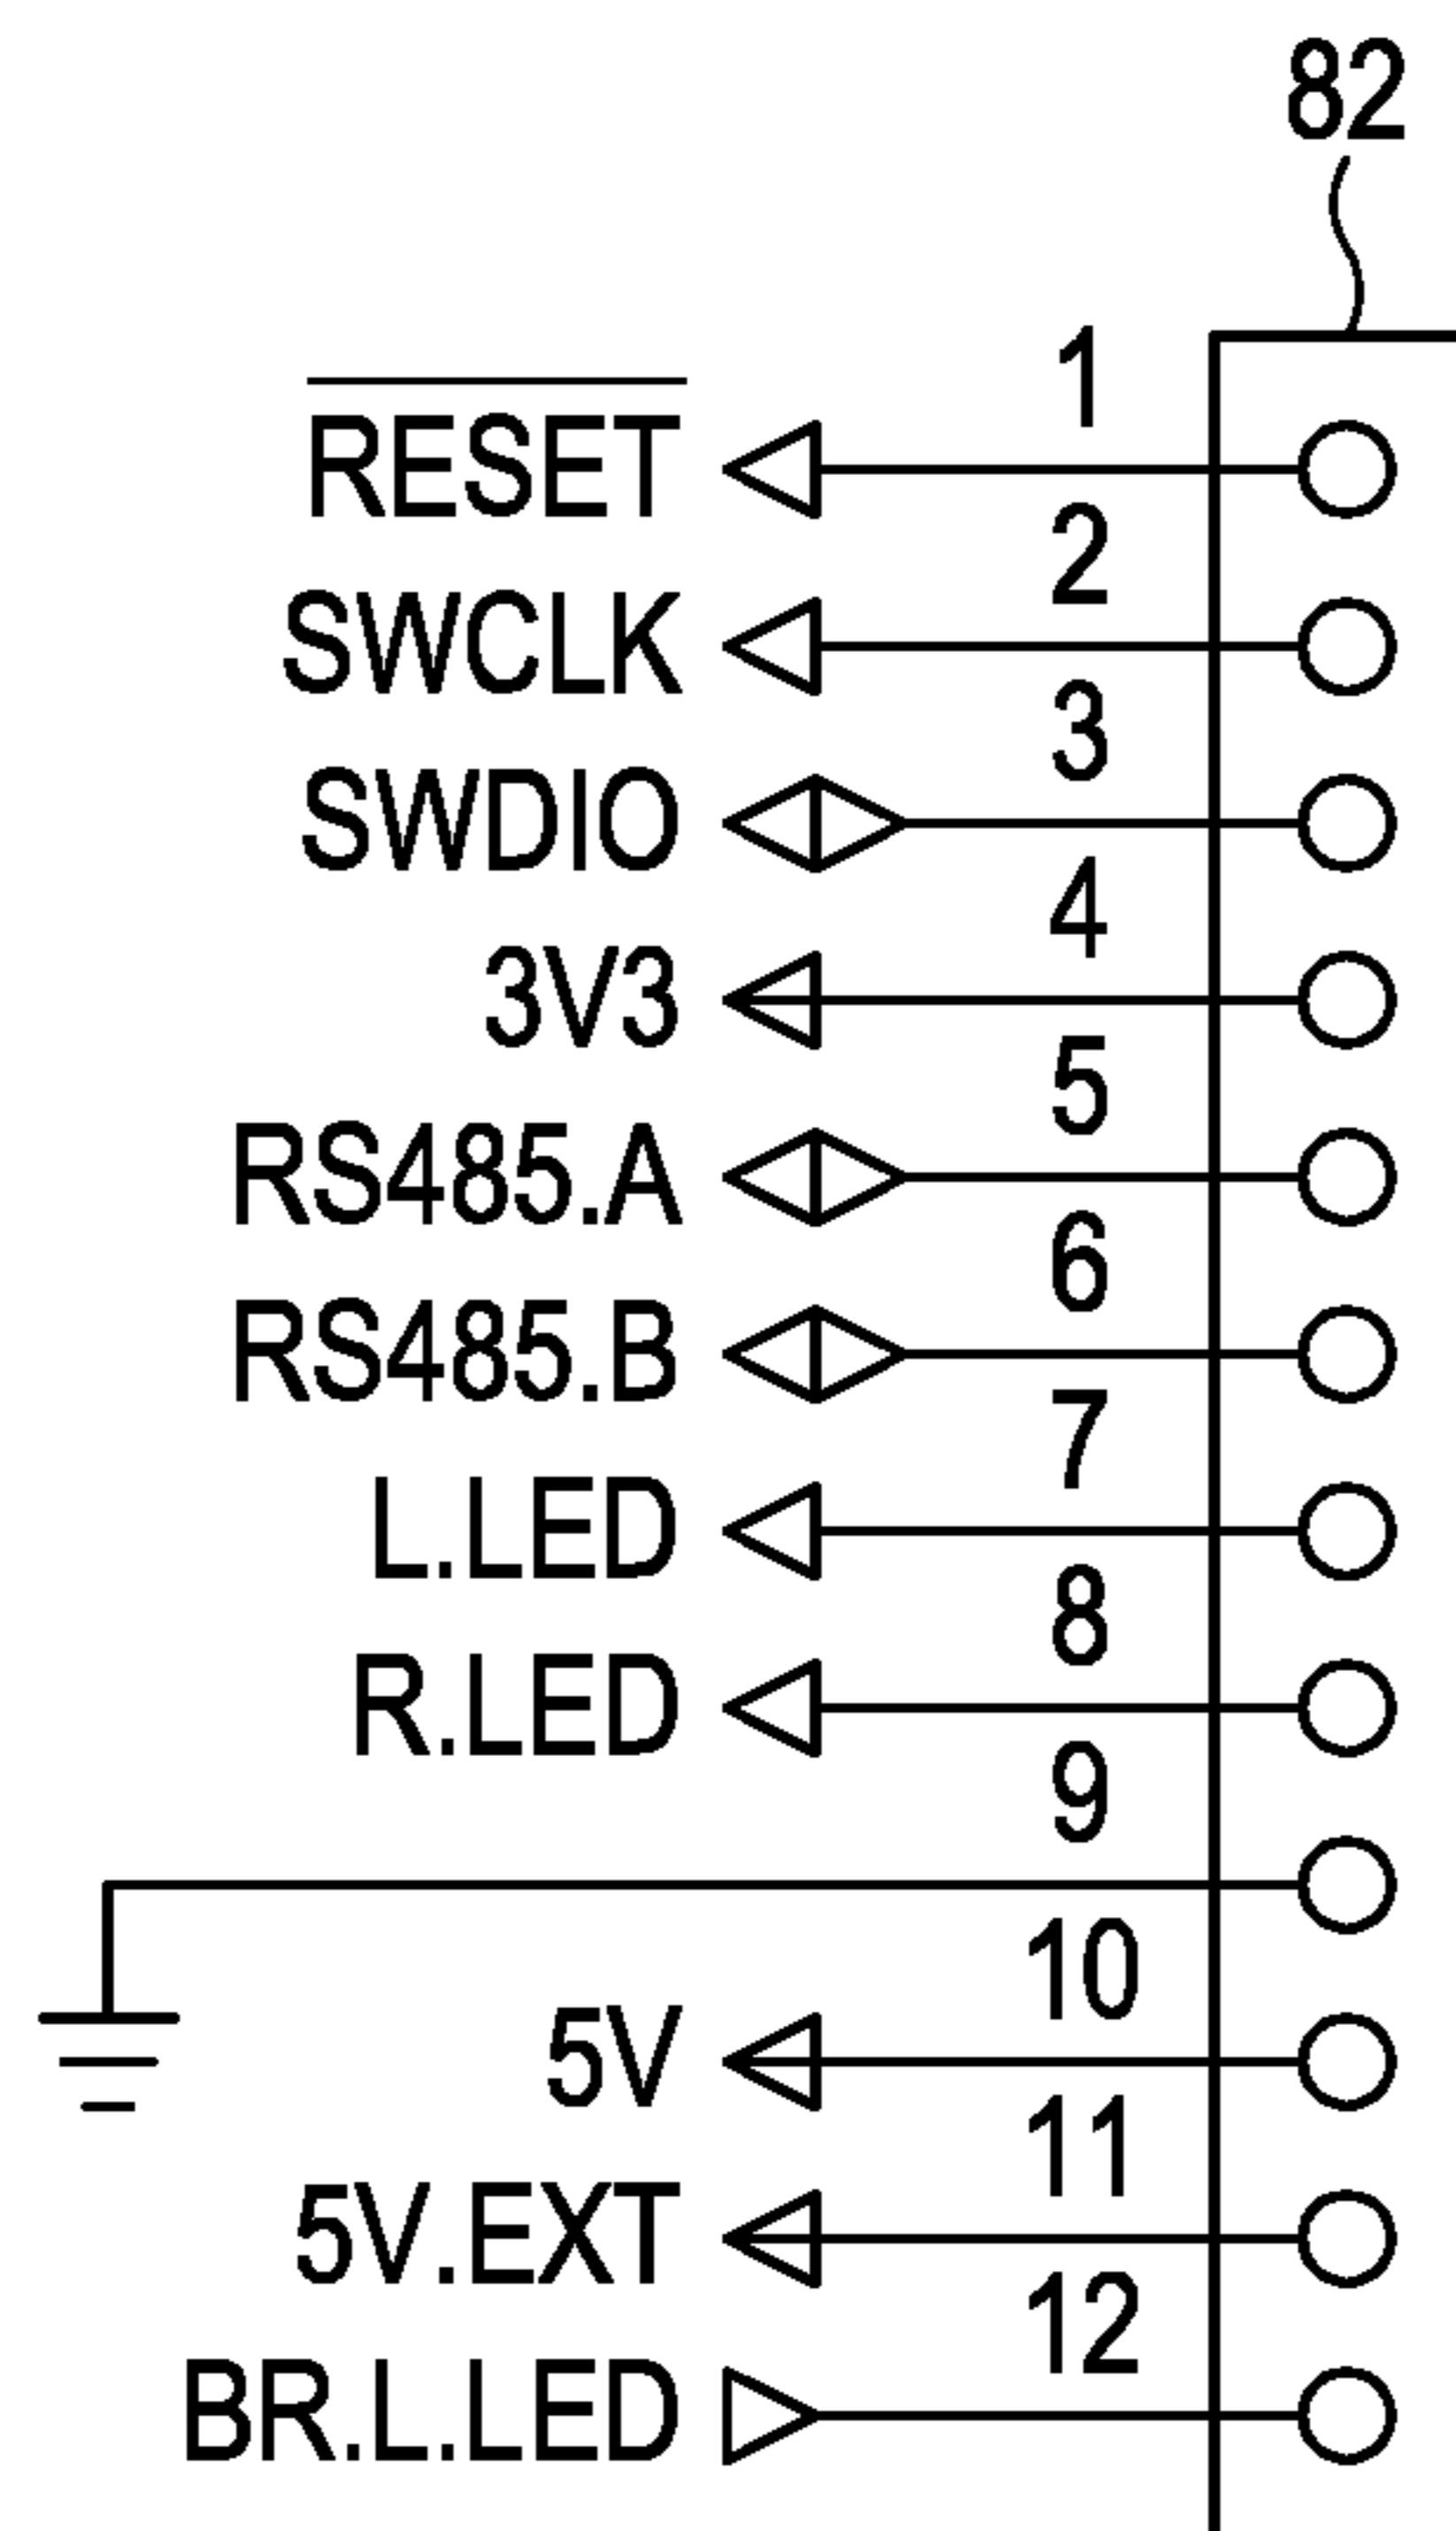 82
1
R̅E̅S̅E̅T̅
2
SWCLK
3
SWDIO
4
3V3
5
RS485.A
6
RS485.B
7
L.LED
8
R.LED
9
10
5V
11
5V.EXT
12
BR.L.LED